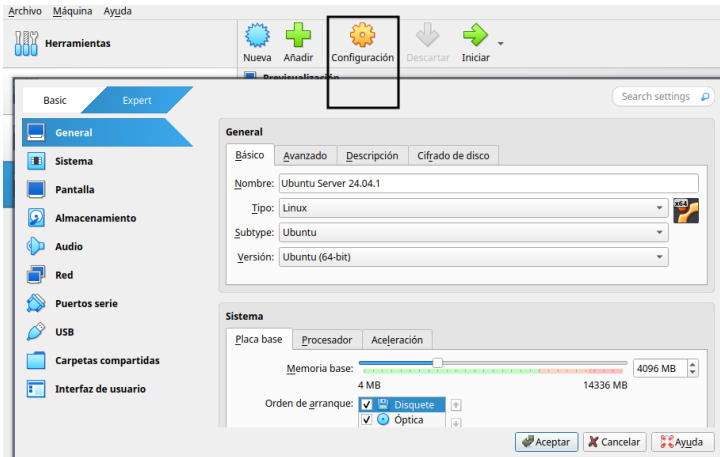 Archivo Máquina Ayuda
Herramientas
Nueva Añadir Configuración Descartar Iniciar
Previsualización
Basic Expert
Search settings
General
Sistema
Pantalla
Almacenamiento
Audio
Red
Puertos serie
USB
Carpetas compartidas
Interfaz de usuario
General
Básico Avanzado Descripción Cifrado de disco
Nombre: Ubuntu Server 24.04.1
Tipo: Linux
x64
Subtype: Ubuntu
Versión: Ubuntu (64-bit)
Sistema
Placa base Procesador Aceleración
Memoria base: 4096 MB
4 MB 14336 MB
Orden de arranque: Disquete
Óptica
Aceptar Cancelar Ayuda